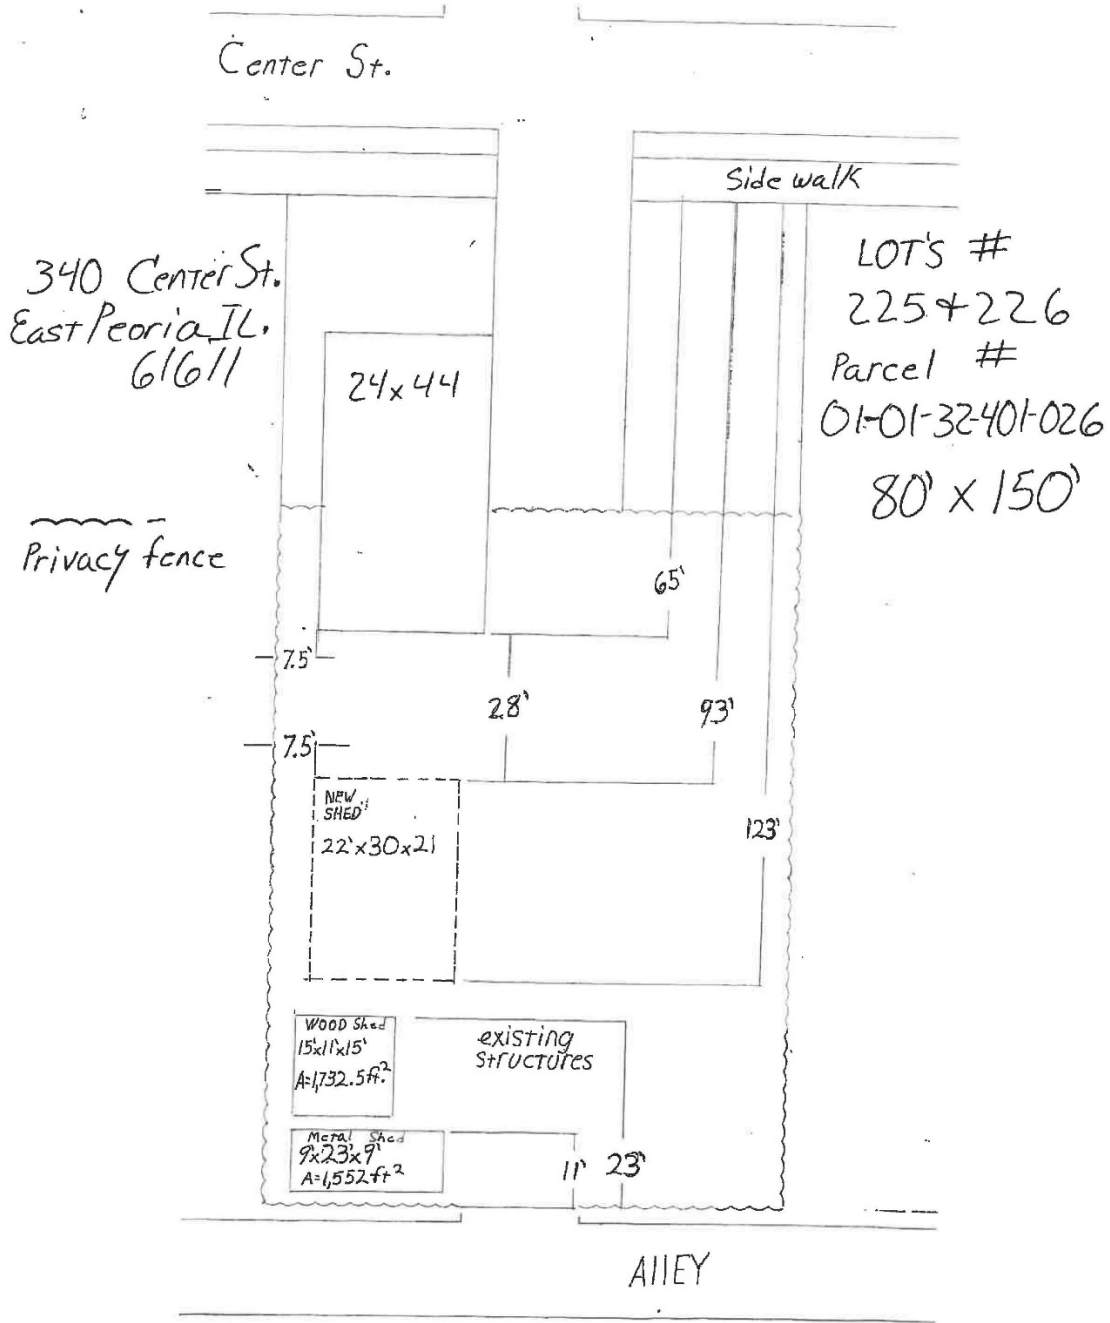 Center St.
Side walk
340 Center St.
East Peoria IL.
61611
LOT'S #
225 & 226
Parcel #
01-01-32-401-026
80' x 150'
24x44
Privacy fence
65'
7.5'
28'
93'
7.5'
NEW
SHED
22'x30x21
123'
WOOD Shed
15'x11'x15'
A=1,732.5ft.²
existing
structures
Metal Shed
9'x23'x9'
A=1,552ft²
11'
23'
AllEY